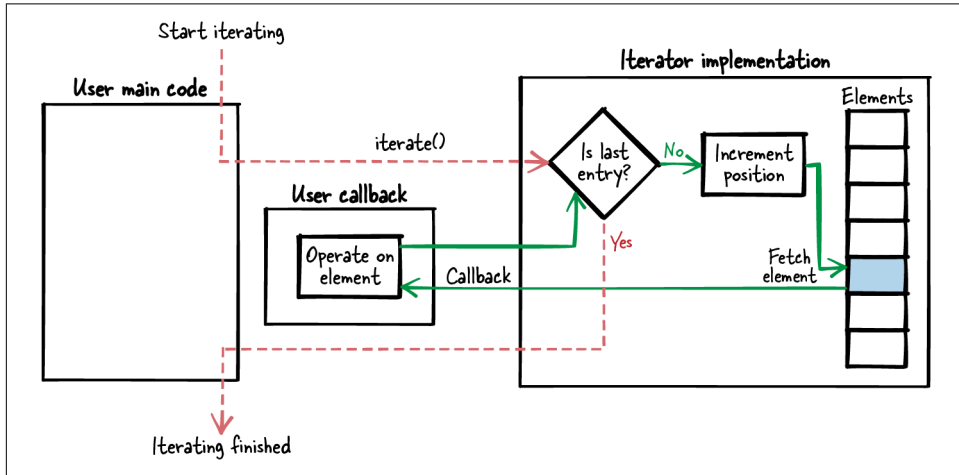 Start iterating
User main code
Iterator implementation
Elements
iterate()
Is last
entry?
No
Increment
position
User callback
Operate on
element
Yes
Callback
Fetch
element
Iterating finished